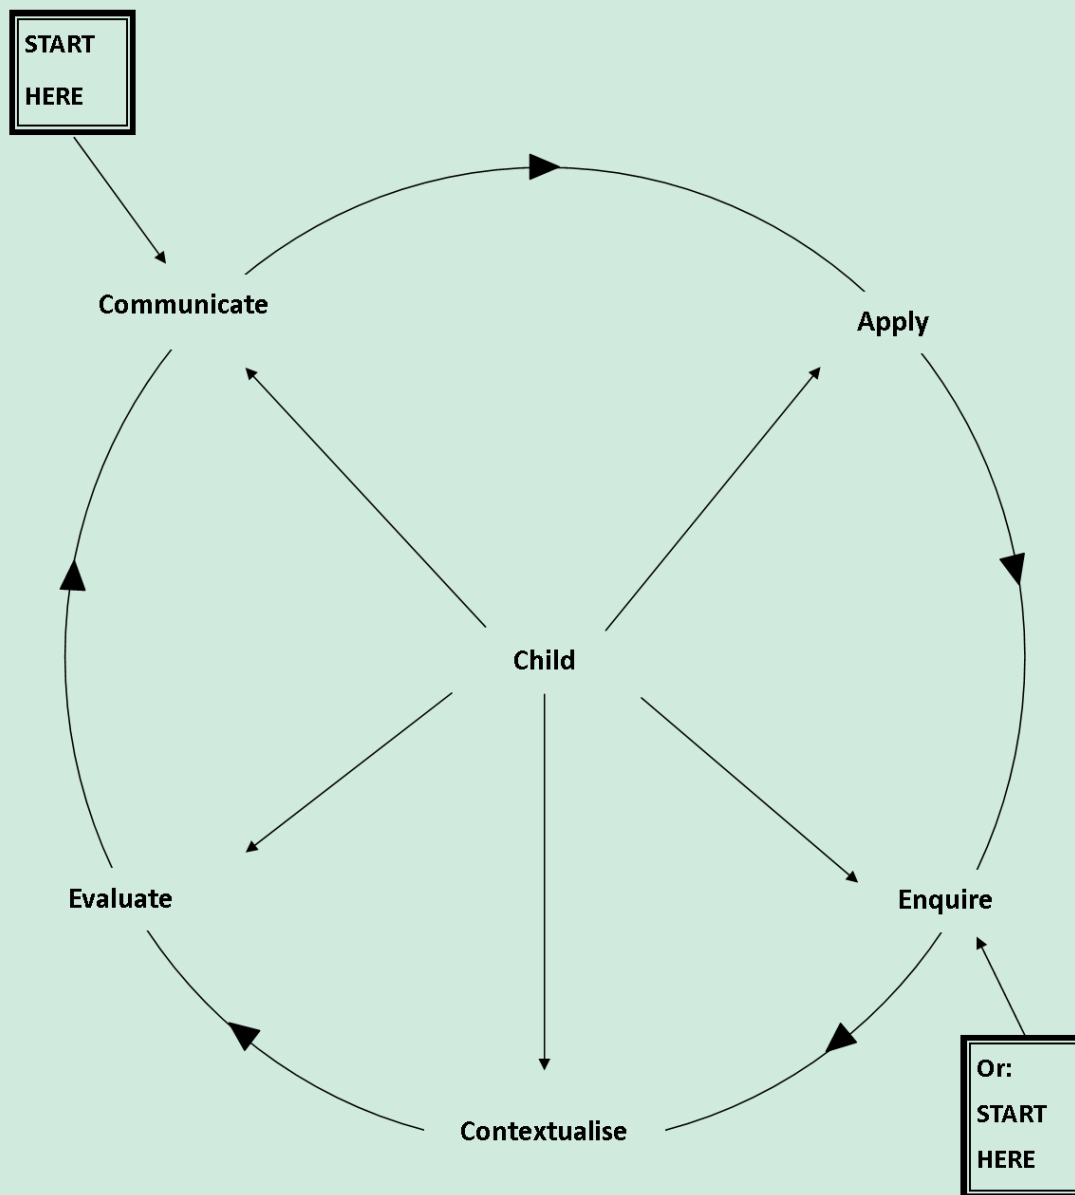 START
HERE
Communicate
Apply
Child
Evaluate
Enquire
Contextualise
Or:
START
HERE